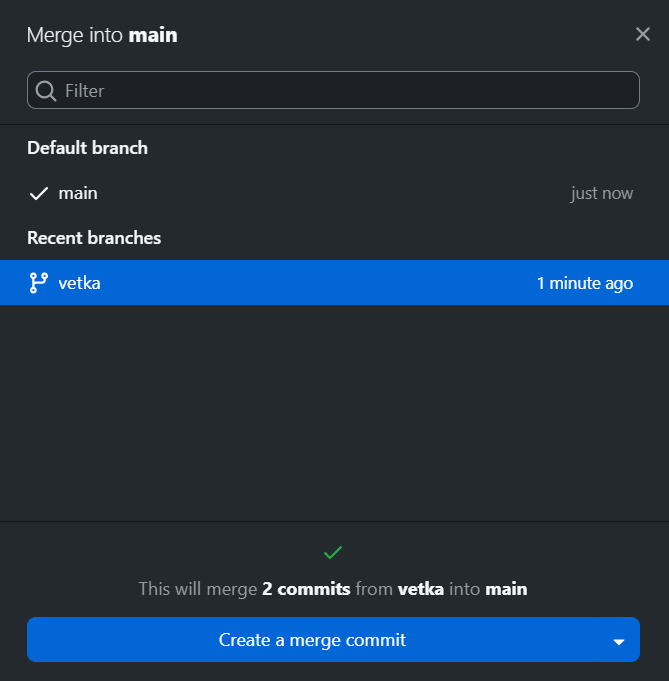 Merge into main
Filter
Default branch
main just now
Recent branches
vetka 1 minute ago
This will merge 2 commits from vetka into main
Create a merge commit